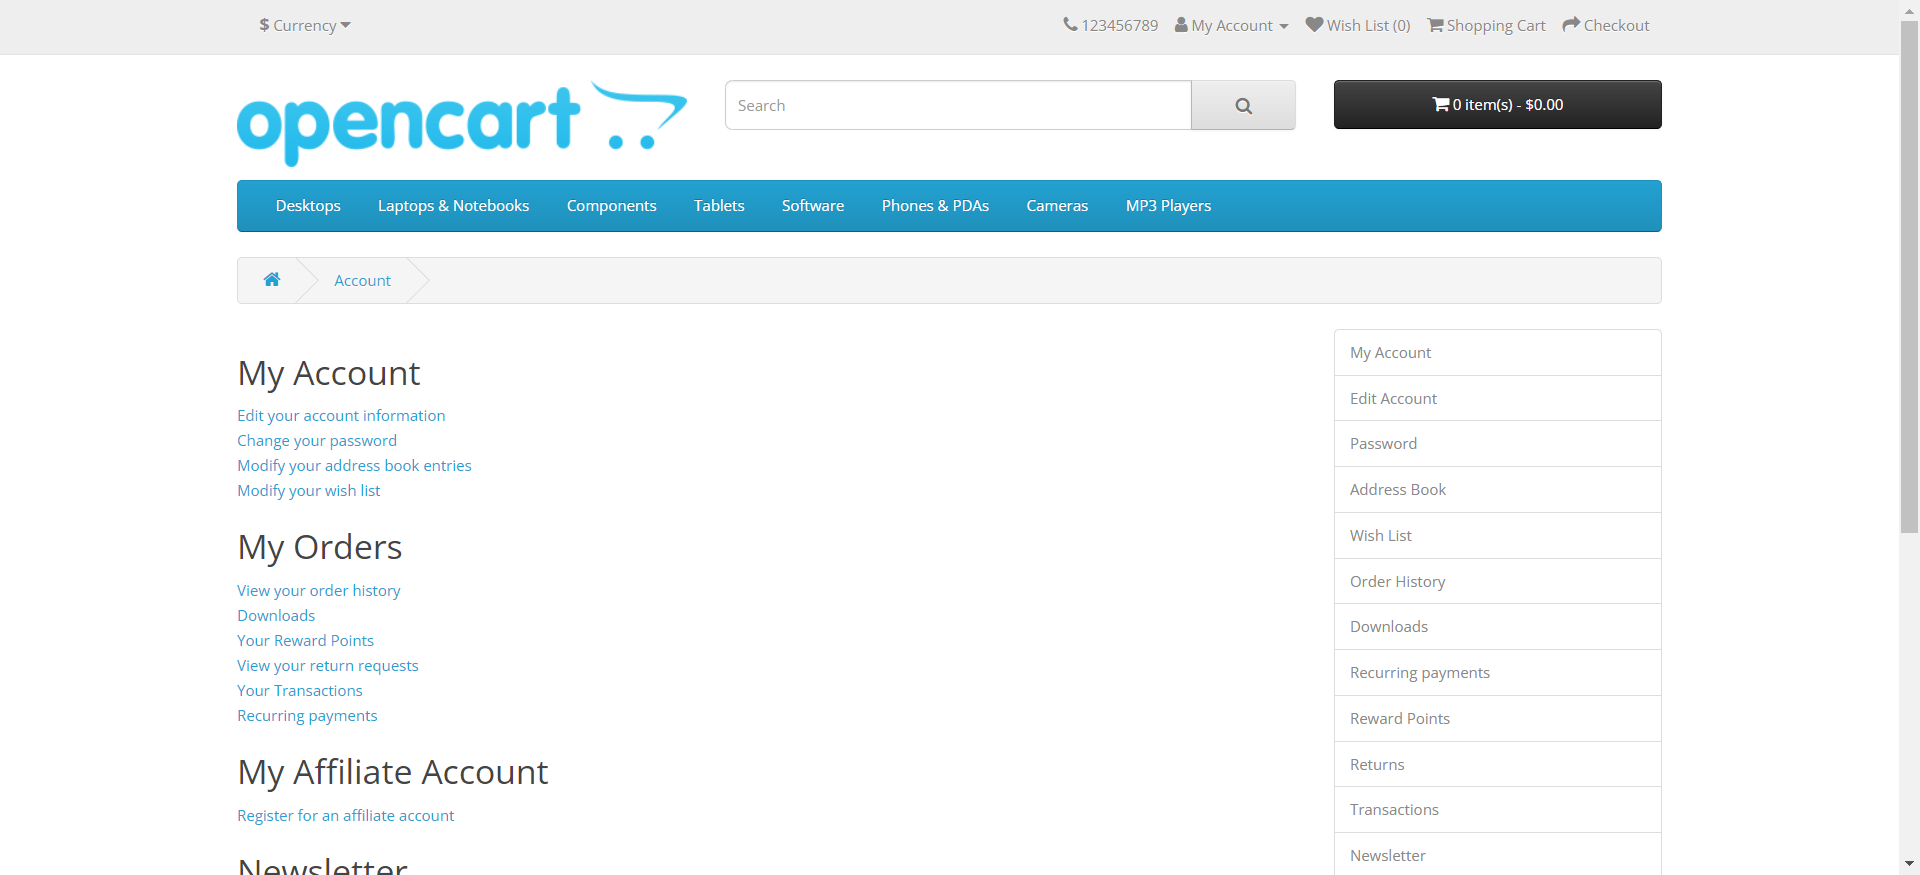 $ Currency
123456789 My Account Wish List (0) Shopping Cart Checkout
opencart
Search
0 item(s) - $0.00
Desktops Laptops & Notebooks Components Tablets Software Phones & PDAs Cameras MP3 Players
Account
My Account
Edit your account information
Change your password
Modify your address book entries
Modify your wish list
My Orders
View your order history
Downloads
Your Reward Points
View your return requests
Your Transactions
Recurring payments
My Affiliate Account
Register for an affiliate account
Newsletter
My Account
Edit Account
Password
Address Book
Wish List
Order History
Downloads
Recurring payments
Reward Points
Returns
Transactions
Newsletter